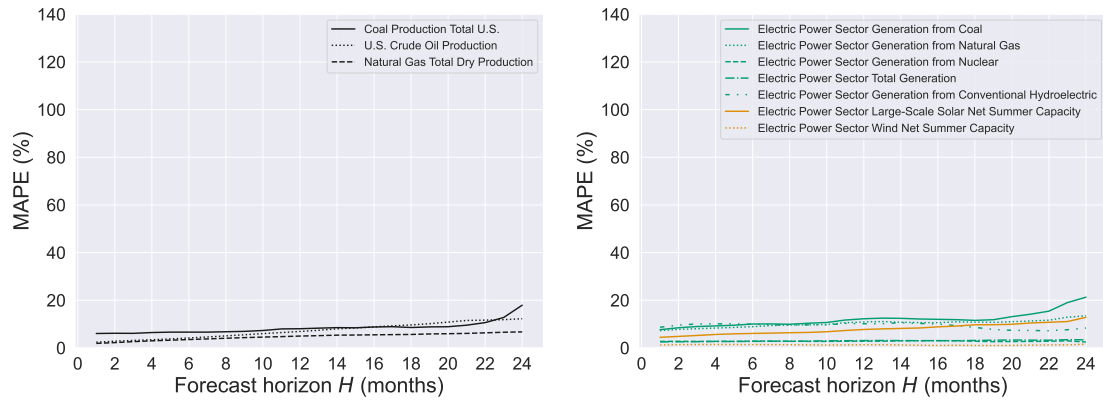 140
120
100
80
60
40
20
0
MAPE (%)
Coal Production Total U.S.
U.S. Crude Oil Production
Natural Gas Total Dry Production
0 2 4 6 8 10 12 14 16 18 20 22 24
Forecast horizon H (months)
140
120
100
80
60
40
20
0
MAPE (%)
Electric Power Sector Generation from Coal
Electric Power Sector Generation from Natural Gas
Electric Power Sector Generation from Nuclear
Electric Power Sector Total Generation
Electric Power Sector Generation from Conventional Hydroelectric
Electric Power Sector Large-Scale Solar Net Summer Capacity
Electric Power Sector Wind Net Summer Capacity
0 2 4 6 8 10 12 14 16 18 20 22 24
Forecast horizon H (months)